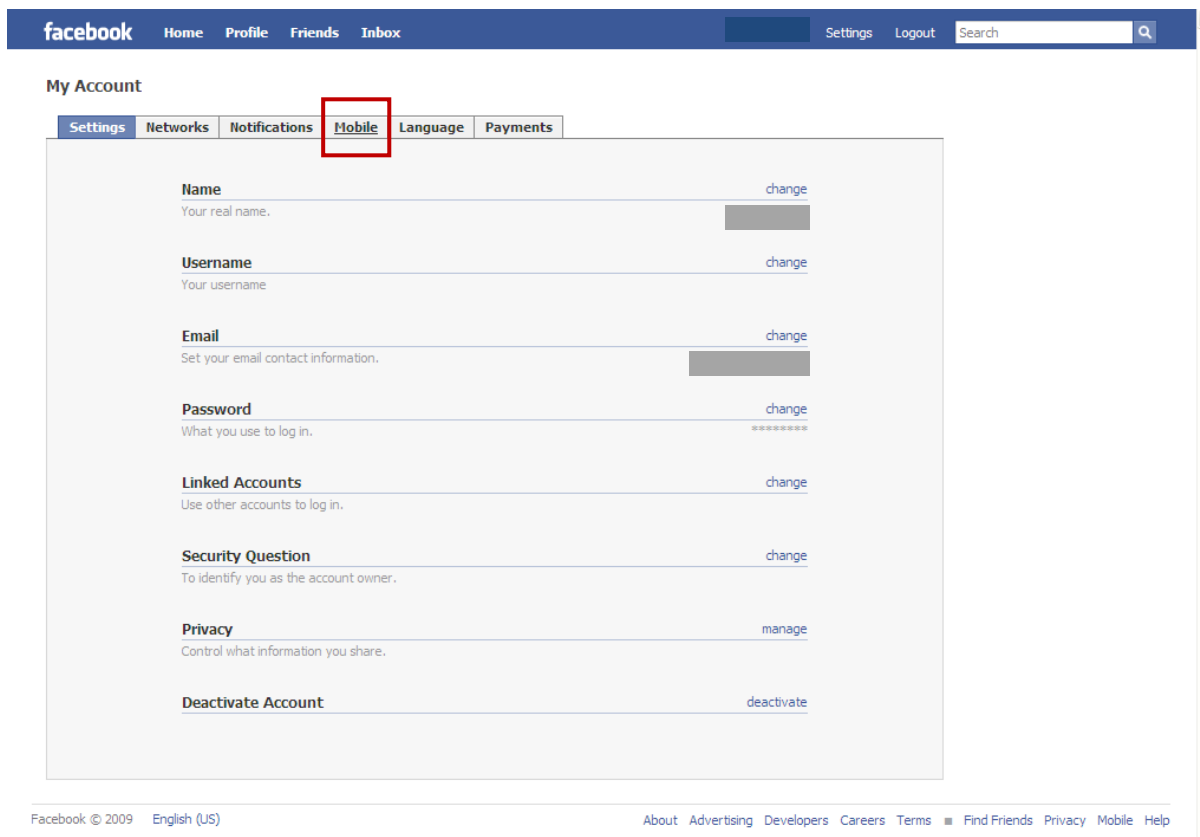 facebook Home Profile Friends Inbox Settings Logout Search
My Account
Settings Networks Notifications Mobile Language Payments
Name change
Your real name.
Username change
Your username
Email change
Set your email contact information.
Password change
What you use to log in. ********
Linked Accounts change
Use other accounts to log in.
Security Question change
To identify you as the account owner.
Privacy manage
Control what information you share.
Deactivate Account deactivate
Facebook © 2009 English (US) About Advertising Developers Careers Terms ■ Find Friends Privacy Mobile Help